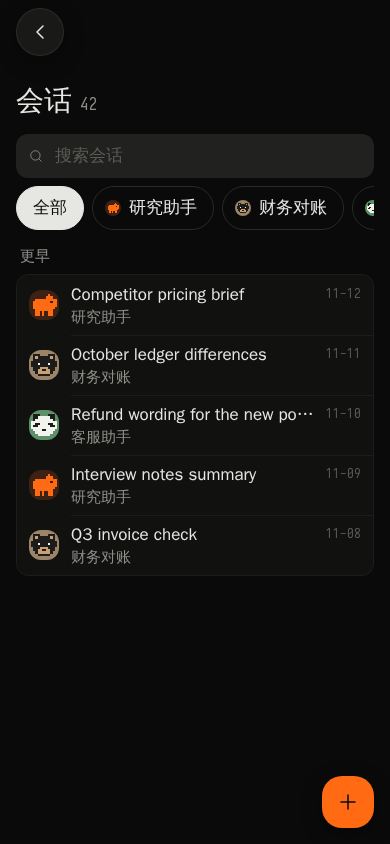 会话 42
搜索会话
全部 研究助手 财务对账
更早
Competitor pricing brief 11-12
研究助手
October ledger differences 11-11
财务对账
Refund wording for the new po··· 11-10
客服助手
Interview notes summary 11-09
研究助手
Q3 invoice check 11-08
财务对账